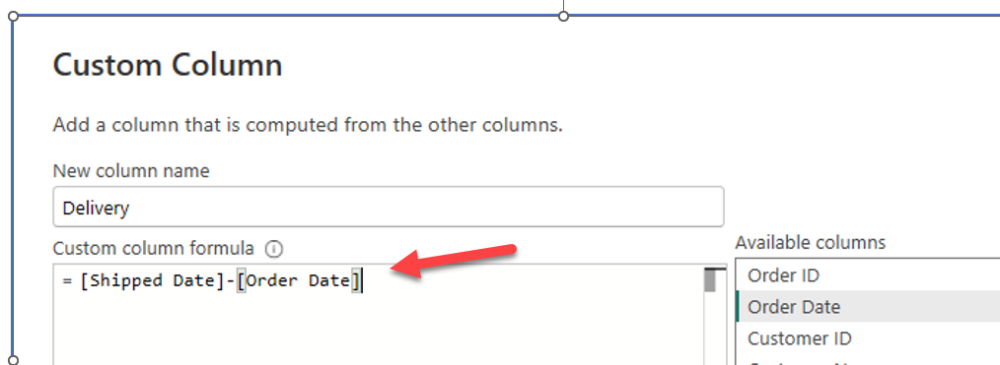 Custom Column
Add a column that is computed from the other columns.
New column name
Delivery
Custom column formula
Available columns
= [Shipped Date]-[Order Date]
Order ID
Order Date
Customer ID